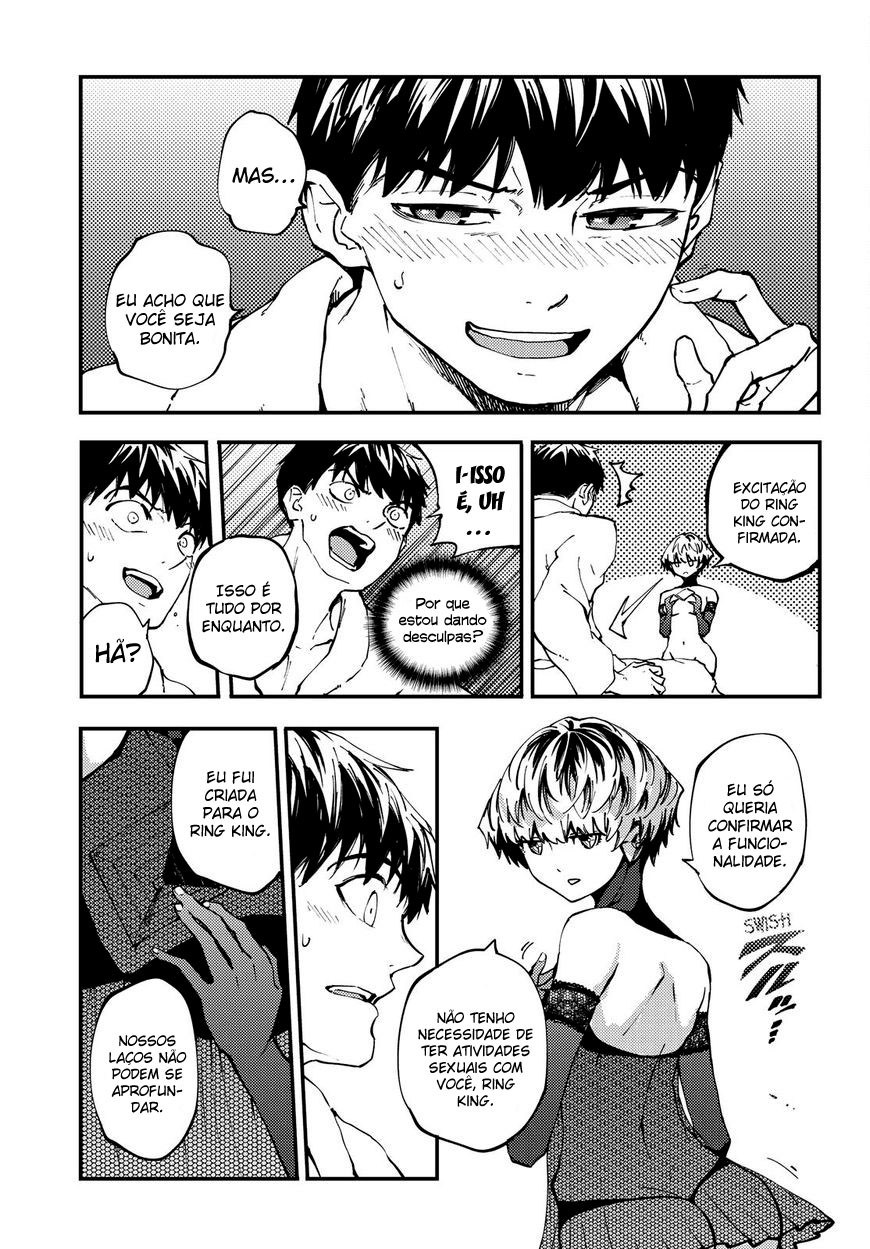 MAS...
EU ACHO QUE
VOCÊ SEJA
BONITA.
EXCITAÇÃO
DO RING
KING CON-
FIRMADA.
I-ISSO
É, UH
...
Por que
estou dando
desculpas?
ISSO É
TUDO POR
ENQUANTO.
HÃ?
EU SÓ
QUERIA
CONFIRMAR
A FUNCIO-
NALIDADE.
SWISH
NÃO TENHO
NECESSIDADE DE
TER ATIVIDADES
SEXUAIS COM
VOCÊ, RING
KING.
EU FUI
CRIADA
PARA O
RING KING.
NOSSOS
LAÇOS NÃO
PODEM SE
APROFUN-
DAR.